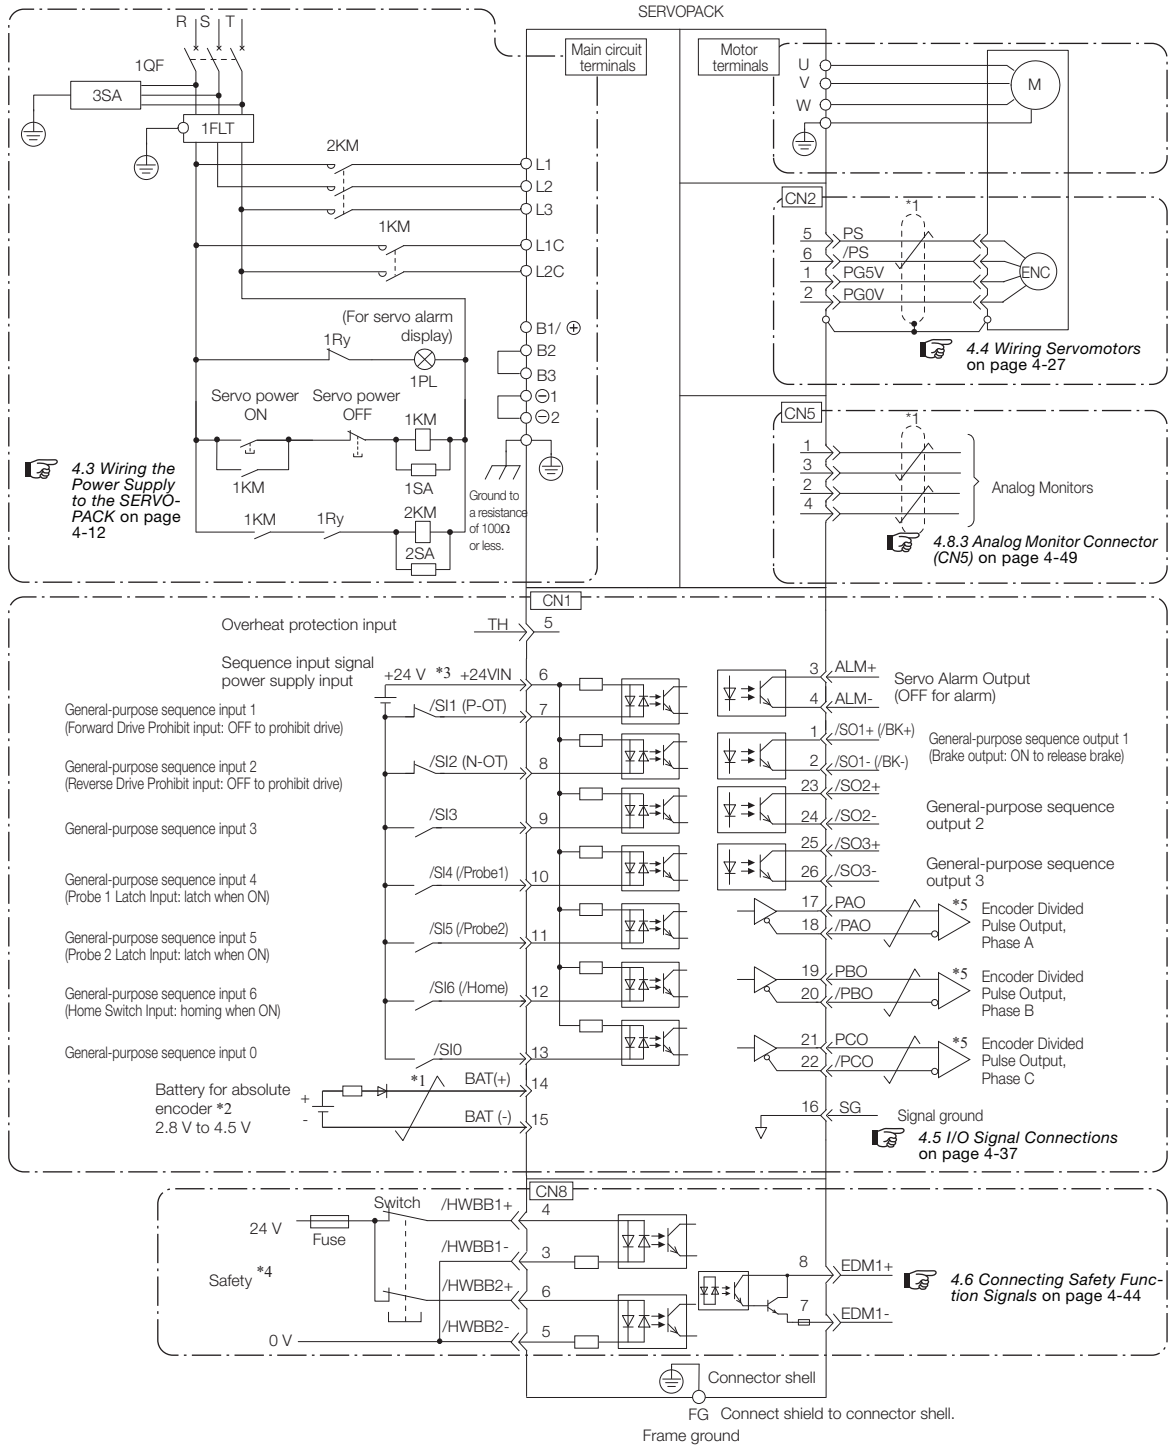 SERVOPACK
R S T
1QF
3SA
1FLT
2KM
1KM
Main circuit
terminals
L1
L2
L3
L1C
L2C
B1/ ⊕
B2
B3
⊖1
⊖2
(For servo alarm
display)
1Ry
1PL
Servo power
ON
Servo power
OFF
1KM
1KM
1SA
1KM
1Ry
2KM
2SA
Ground to
a resistance
of 100Ω
or less.
4.3 Wiring the
Power Supply
to the SERVO-
PACK on page
4-12
Motor
terminals
U
V
W
M
CN2
*1
5 PS
6 /PS
1 PG5V
2 PG0V
ENC
4.4 Wiring Servomotors
on page 4-27
CN5
*1
1
3
2
4
Analog Monitors
4.8.3 Analog Monitor Connector
(CN5) on page 4-49
CN1
Overheat protection input
TH 5
Sequence input signal
power supply input
+24 V *3 +24VIN 6
General-purpose sequence input 1
(Forward Drive Prohibit input: OFF to prohibit drive)
/SI1 (P-OT) 7
General-purpose sequence input 2
(Reverse Drive Prohibit input: OFF to prohibit drive)
/SI2 (N-OT) 8
General-purpose sequence input 3
/SI3 9
General-purpose sequence input 4
(Probe 1 Latch Input: latch when ON)
/SI4 (/Probe1) 10
General-purpose sequence input 5
(Probe 2 Latch Input: latch when ON)
/SI5 (/Probe2) 11
General-purpose sequence input 6
(Home Switch Input: homing when ON)
/SI6 (/Home) 12
General-purpose sequence input 0
/SI0 13
Battery for absolute
encoder *2
2.8 V to 4.5 V
+
-
*1
BAT(+) 14
BAT (-) 15
3 ALM+
4 ALM-
Servo Alarm Output
(OFF for alarm)
1 /SO1+ (/BK+)
2 /SO1- (/BK-)
General-purpose sequence output 1
(Brake output: ON to release brake)
23 /SO2+
24 /SO2-
General-purpose sequence
output 2
25 /SO3+
26 /SO3-
General-purpose sequence
output 3
17 PAO
18 /PAO
*5
Encoder Divided
Pulse Output,
Phase A
19 PBO
20 /PBO
*5
Encoder Divided
Pulse Output,
Phase B
21 PCO
22 /PCO
*5
Encoder Divided
Pulse Output,
Phase C
16 SG
Signal ground
4.5 I/O Signal Connections
on page 4-37
CN8
24 V
Fuse
Switch
Safety *4
0 V
/HWBB1+ 4
/HWBB1- 3
/HWBB2+ 6
/HWBB2- 5
8 EDM1+
7 EDM1-
4.6 Connecting Safety Func-
tion Signals on page 4-44
Connector shell
FG Connect shield to connector shell.
Frame ground